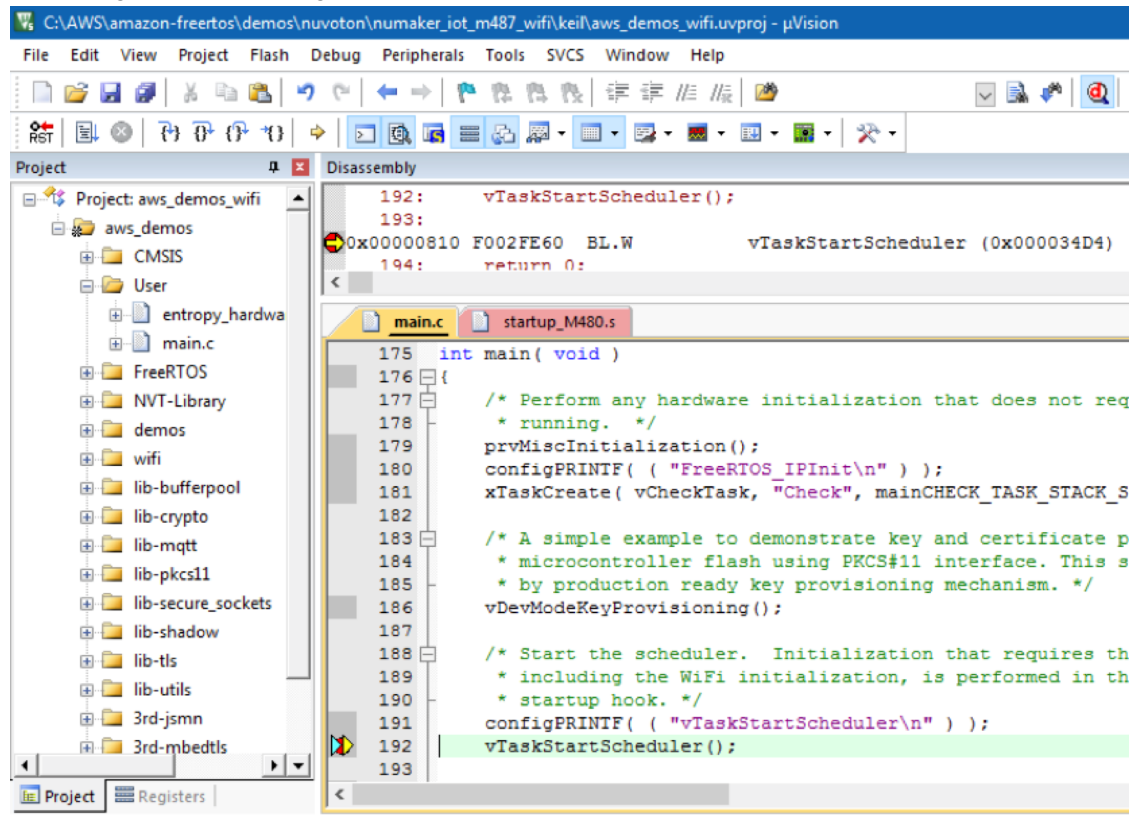 C:\AWS\amazon-freertos\demos\nuvoton\numaker_iot_m487_wifi\keil\aws_demos_wifi.uvproj - µVision
File Edit View Project Flash Debug Peripherals Tools SVCS Window Help
RST
Project
Project: aws_demos_wifi
aws_demos
CMSIS
User
entropy_hardwa
main.c
FreeRTOS
NVT-Library
demos
wifi
lib-bufferpool
lib-crypto
lib-mqtt
lib-pkcs11
lib-secure_sockets
lib-shadow
lib-tls
lib-utils
3rd-jsmn
3rd-mbedtls
Project Registers
Disassembly
192: vTaskStartScheduler();
193:
0x00000810 F002FE60 BL.W vTaskStartScheduler (0x000034D4)
194: return 0;
main.c startup_M480.s
175 int main( void )
176 {
177 /* Perform any hardware initialization that does not req
178 * running. */
179 prvMiscInitialization();
180 configPRINTF( ( "FreeRTOS_IPInit\n" ) );
181 xTaskCreate( vCheckTask, "Check", mainCHECK_TASK_STACK_S
182
183 /* A simple example to demonstrate key and certificate p
184 * microcontroller flash using PKCS#11 interface. This s
185 * by production ready key provisioning mechanism. */
186 vDevModeKeyProvisioning();
187
188 /* Start the scheduler. Initialization that requires th
189 * including the WiFi initialization, is performed in th
190 * startup hook. */
191 configPRINTF( ( "vTaskStartScheduler\n" ) );
192 vTaskStartScheduler();
193